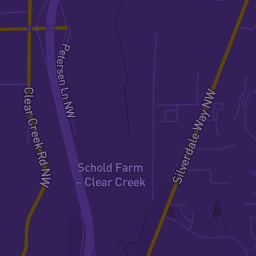 Petersen Ln NW
Clear Creek Rd NW
Silverdale Way NW
Schold Farm
- Clear Creek